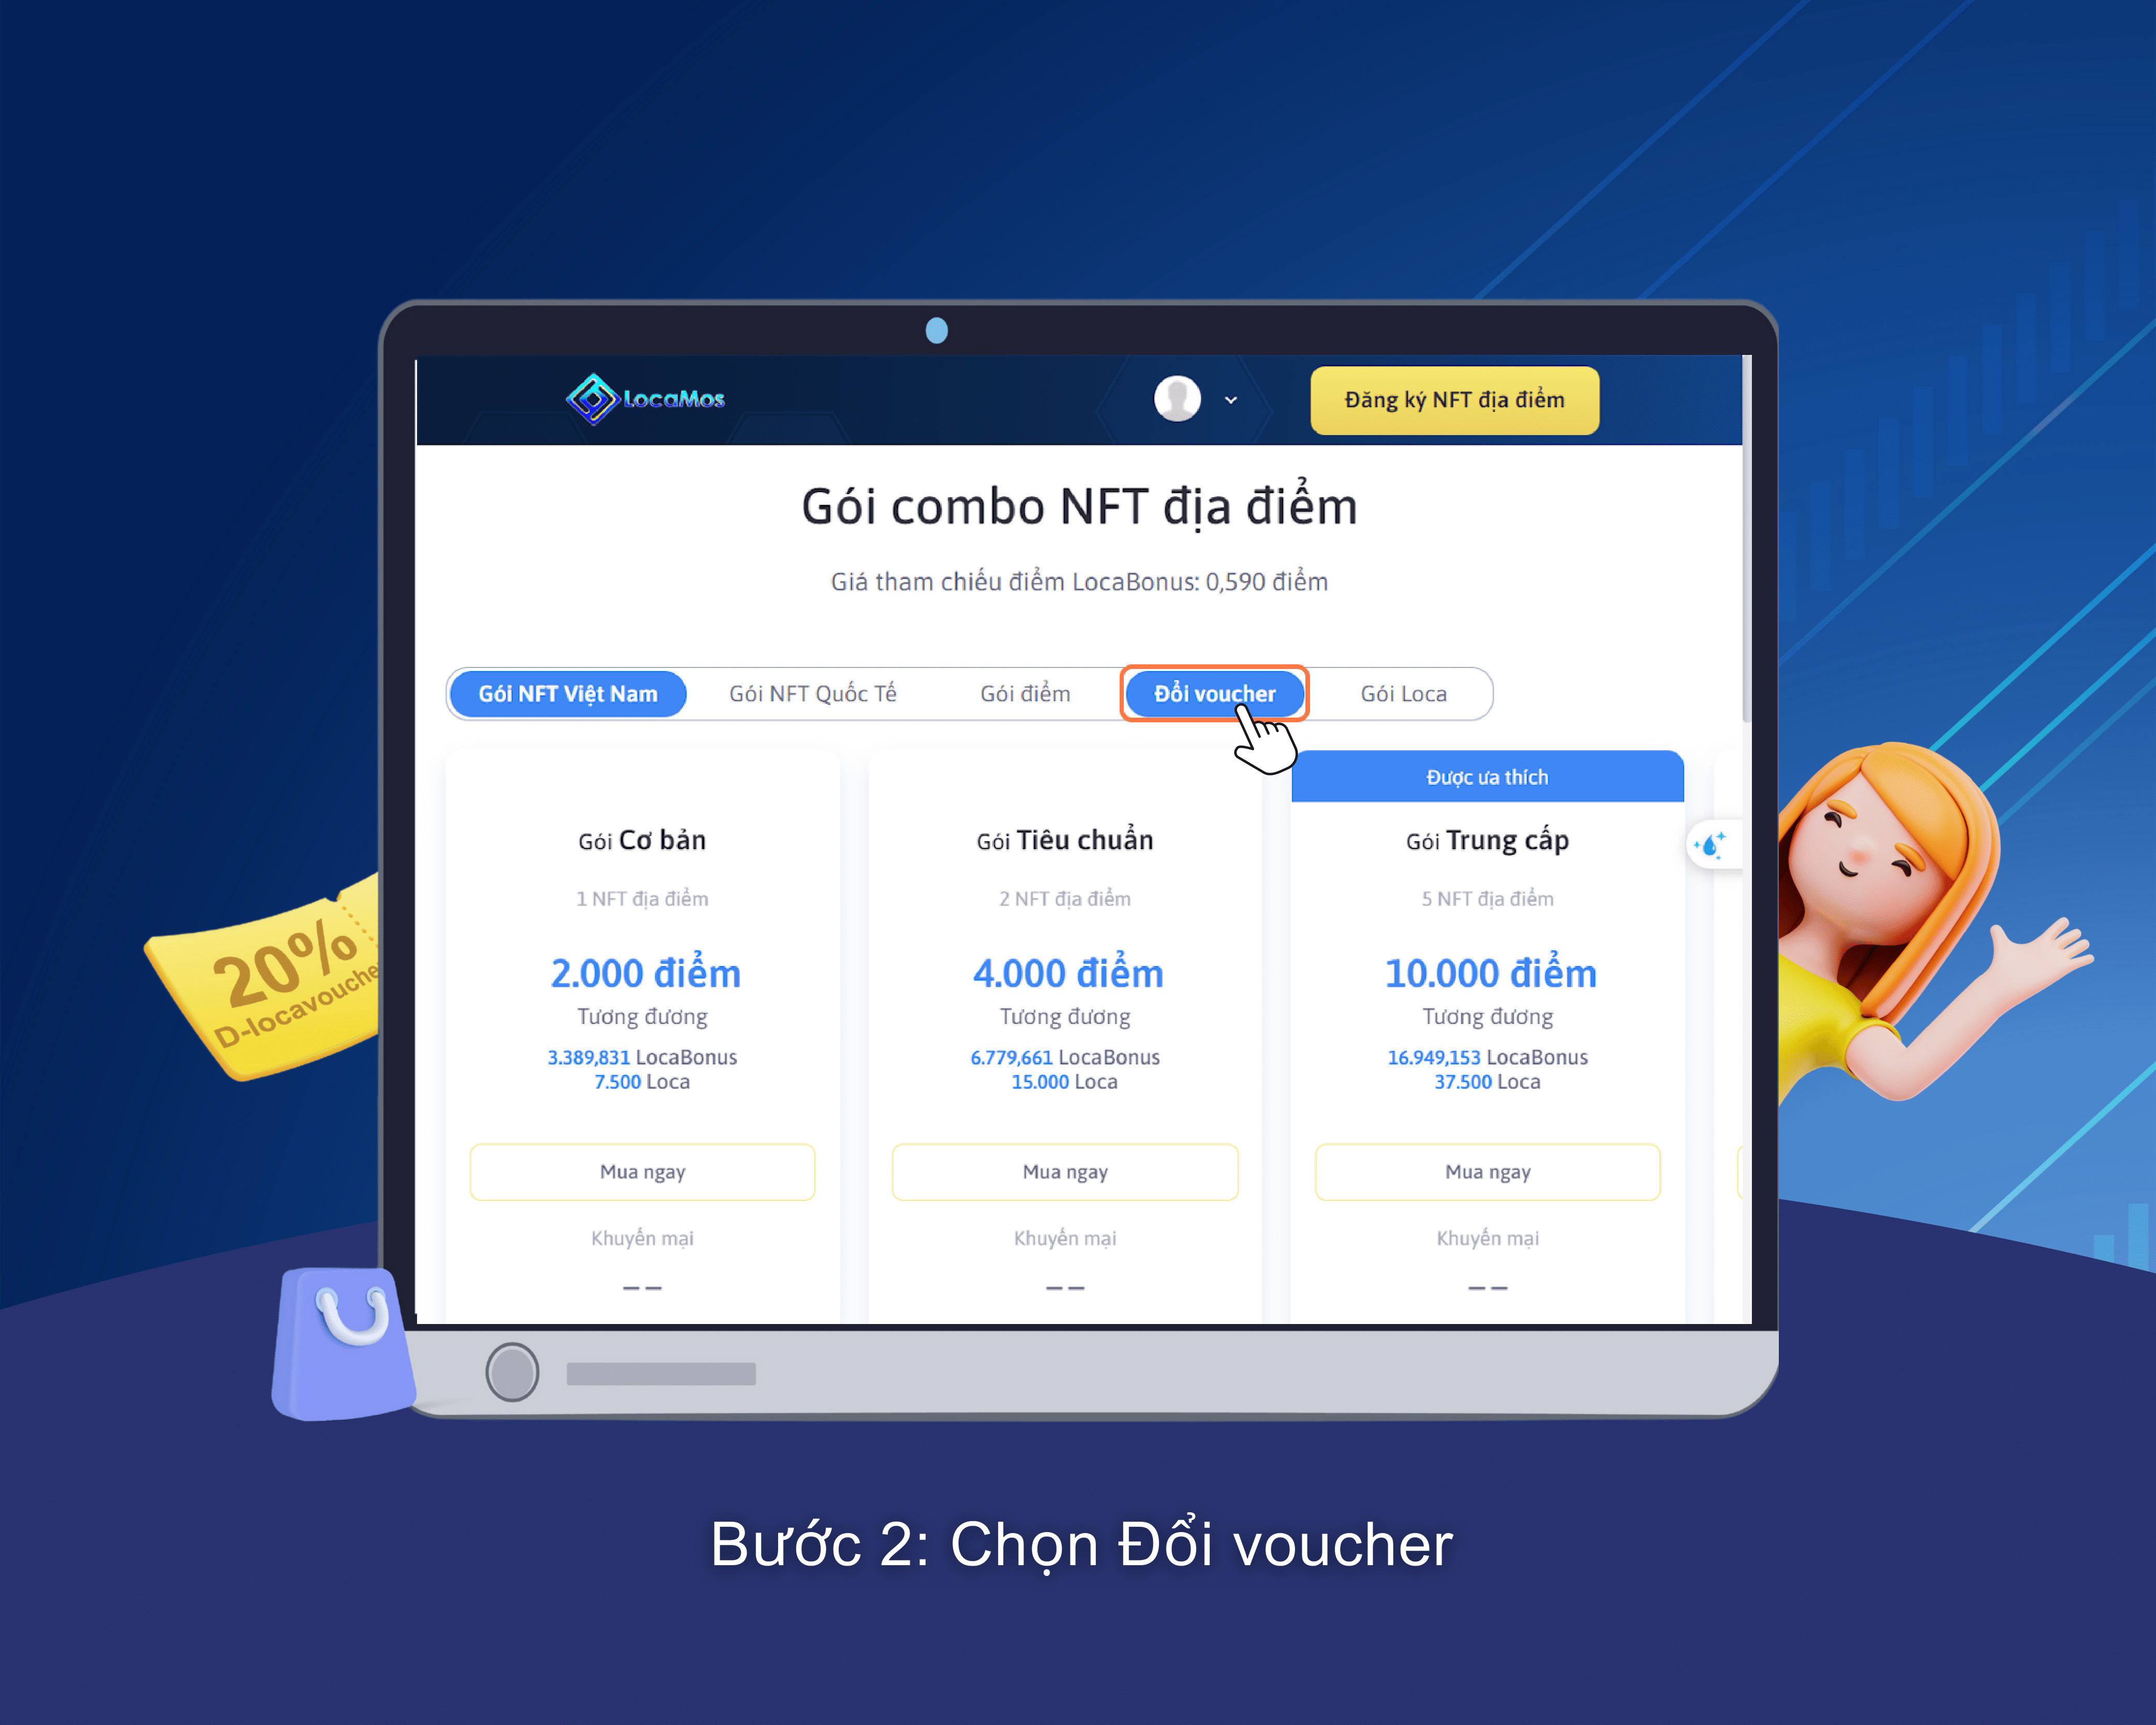 LocaMos
Đăng ký NFT địa điểm
Gói combo NFT địa điểm
Giá tham chiếu điểm LocaBonus: 0,590 điểm
Gói NFT Việt Nam
Gói NFT Quốc Tế
Gói điểm
Đổi voucher
Gói Loca
Gói Cơ bản
1 NFT địa điểm
2.000 điểm
Tương đương
3.389,831 LocaBonus
7.500 Loca
Mua ngay
Khuyến mại
– –
Gói Tiêu chuẩn
2 NFT địa điểm
4.000 điểm
Tương đương
6.779,661 LocaBonus
15.000 Loca
Mua ngay
Khuyến mại
– –
Được ưa thích
Gói Trung cấp
5 NFT địa điểm
10.000 điểm
Tương đương
16.949,153 LocaBonus
37.500 Loca
Mua ngay
Khuyến mại
– –
20%
D-locavouche
Bước 2: Chọn Đổi voucher